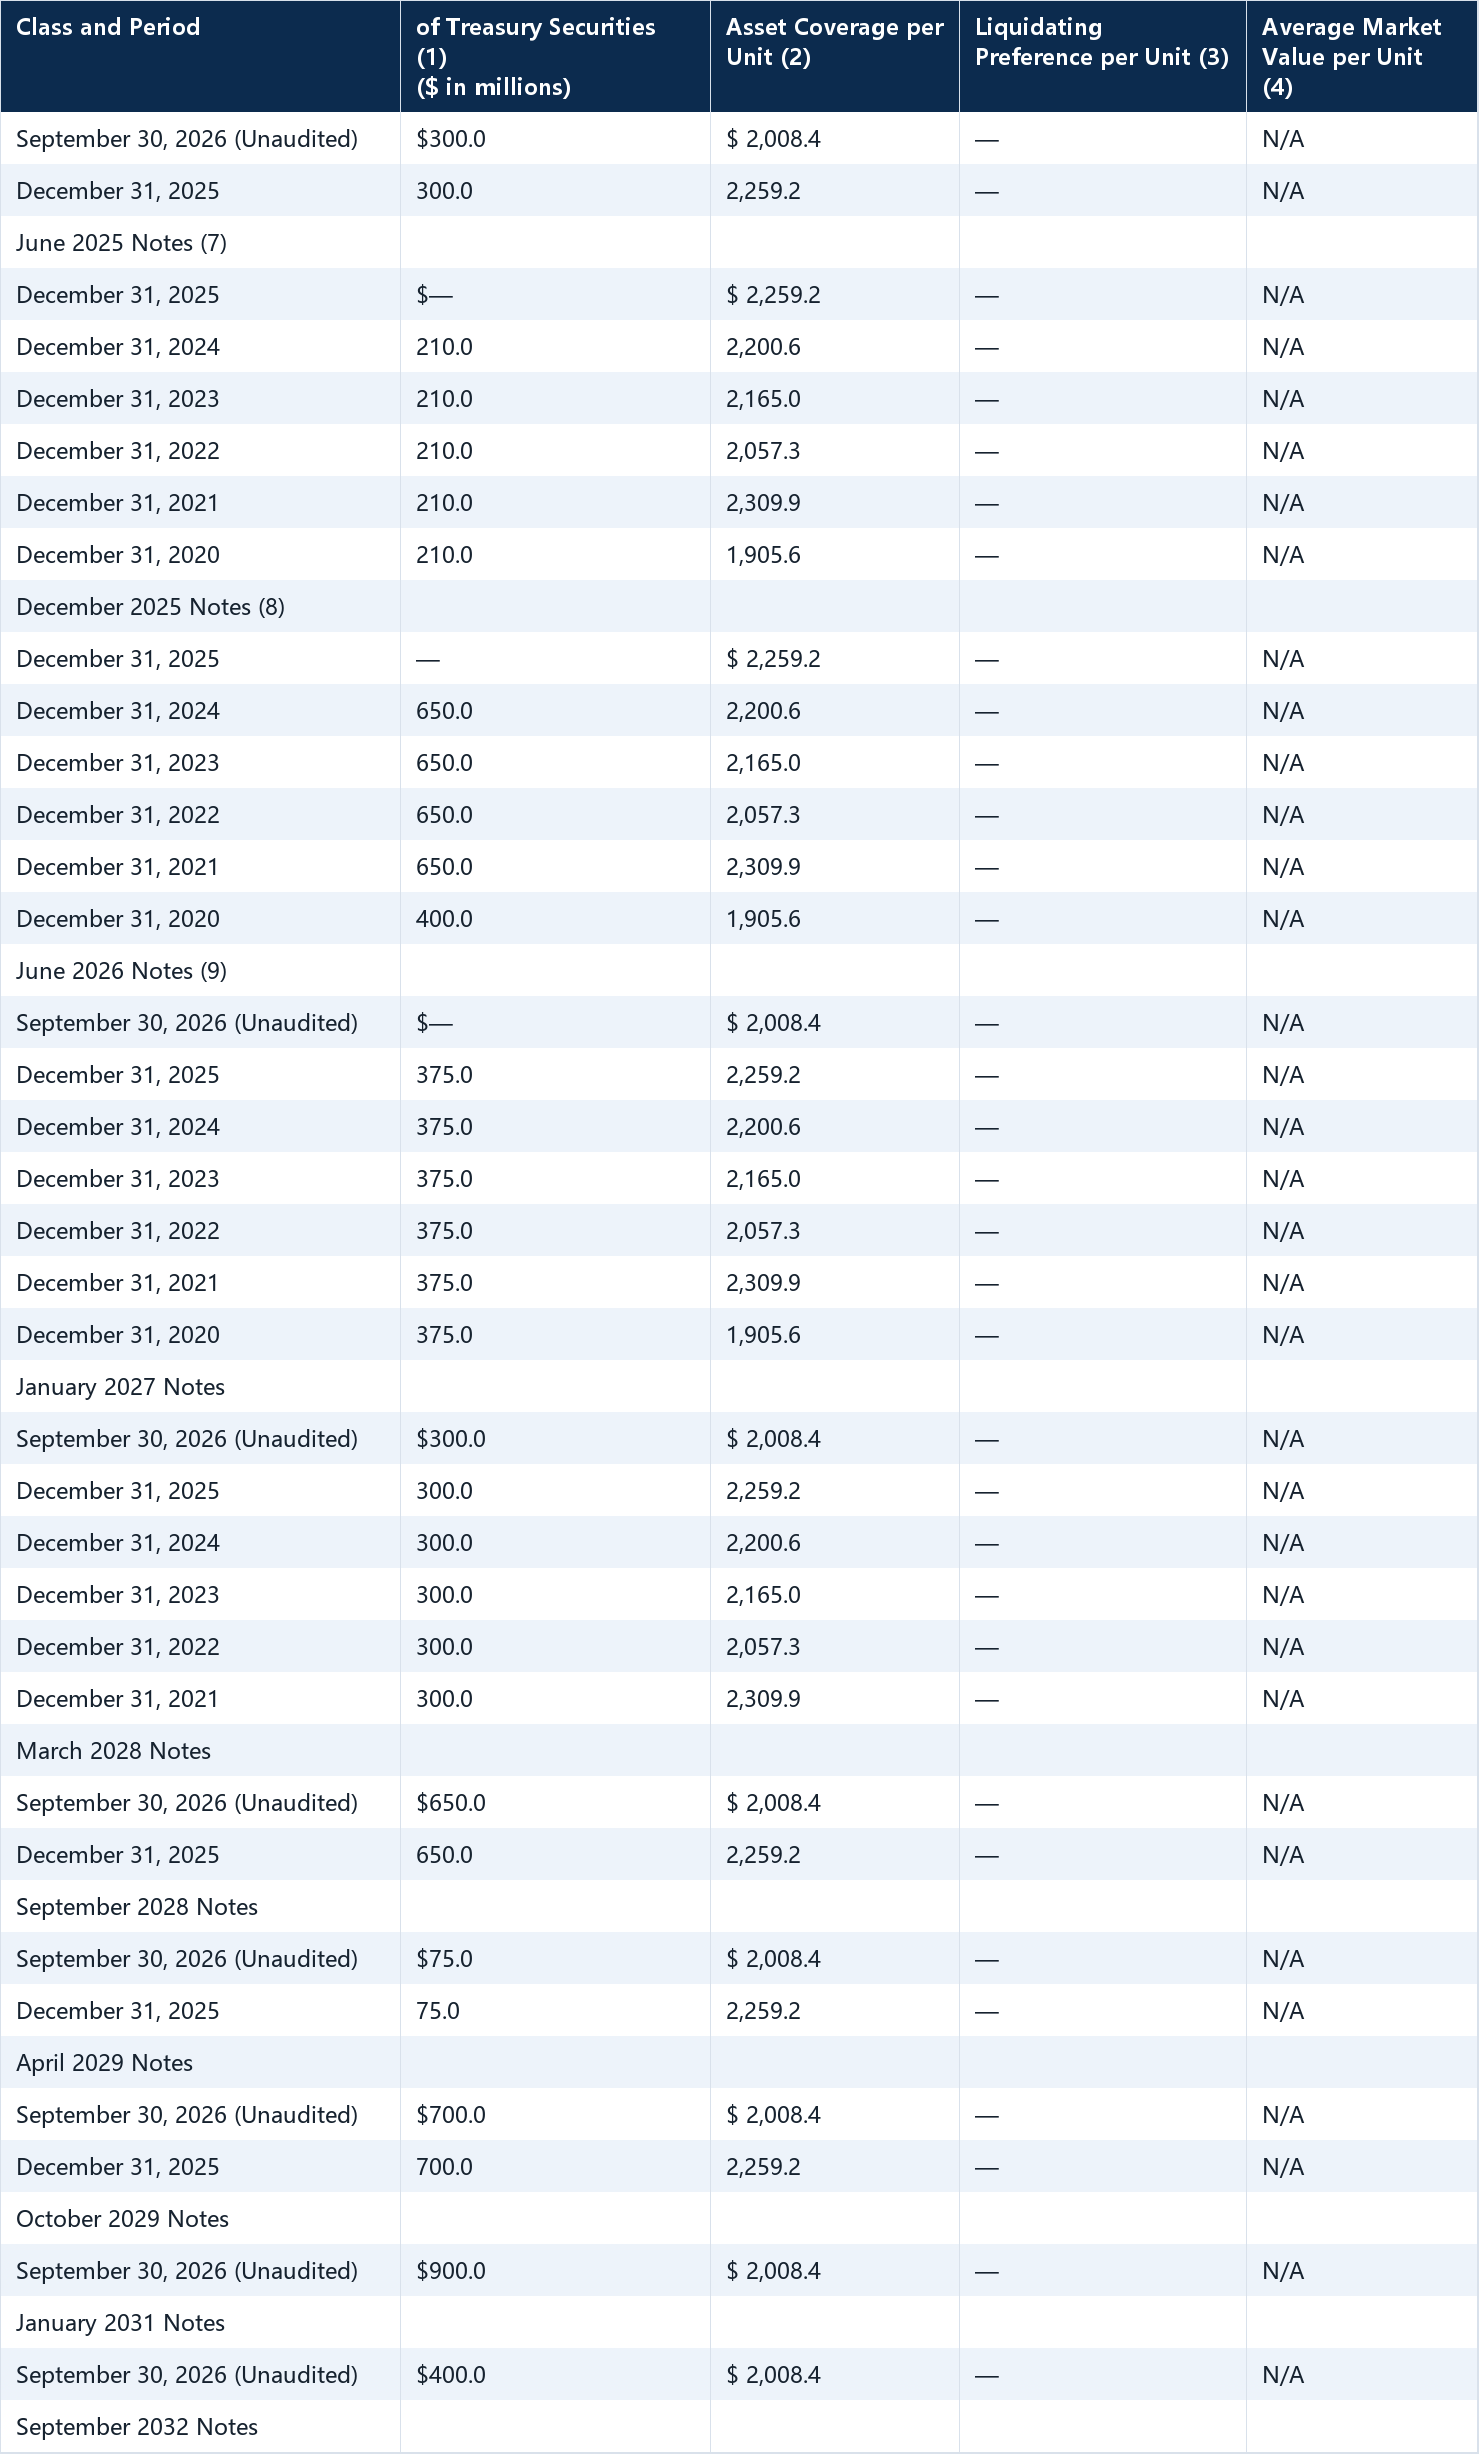 Class and Period | of Treasury Securities (1) ($ in millions) | Asset Coverage per Unit (2) | Liquidating Preference per Unit (3) | Average Market Value per Unit (4)
September 30, 2026 (Unaudited) | $300.0 | $ 2,008.4 | — | N/A
December 31, 2025 | 300.0 | 2,259.2 | — | N/A
June 2025 Notes (7)
December 31, 2025 | $— | $ 2,259.2 | — | N/A
December 31, 2024 | 210.0 | 2,200.6 | — | N/A
December 31, 2023 | 210.0 | 2,165.0 | — | N/A
December 31, 2022 | 210.0 | 2,057.3 | — | N/A
December 31, 2021 | 210.0 | 2,309.9 | — | N/A
December 31, 2020 | 210.0 | 1,905.6 | — | N/A
December 2025 Notes (8)
December 31, 2025 | — | $ 2,259.2 | — | N/A
December 31, 2024 | 650.0 | 2,200.6 | — | N/A
December 31, 2023 | 650.0 | 2,165.0 | — | N/A
December 31, 2022 | 650.0 | 2,057.3 | — | N/A
December 31, 2021 | 650.0 | 2,309.9 | — | N/A
December 31, 2020 | 400.0 | 1,905.6 | — | N/A
June 2026 Notes (9)
September 30, 2026 (Unaudited) | $— | $ 2,008.4 | — | N/A
December 31, 2025 | 375.0 | 2,259.2 | — | N/A
December 31, 2024 | 375.0 | 2,200.6 | — | N/A
December 31, 2023 | 375.0 | 2,165.0 | — | N/A
December 31, 2022 | 375.0 | 2,057.3 | — | N/A
December 31, 2021 | 375.0 | 2,309.9 | — | N/A
December 31, 2020 | 375.0 | 1,905.6 | — | N/A
January 2027 Notes
September 30, 2026 (Unaudited) | $300.0 | $ 2,008.4 | — | N/A
December 31, 2025 | 300.0 | 2,259.2 | — | N/A
December 31, 2024 | 300.0 | 2,200.6 | — | N/A
December 31, 2023 | 300.0 | 2,165.0 | — | N/A
December 31, 2022 | 300.0 | 2,057.3 | — | N/A
December 31, 2021 | 300.0 | 2,309.9 | — | N/A
March 2028 Notes
September 30, 2026 (Unaudited) | $650.0 | $ 2,008.4 | — | N/A
December 31, 2025 | 650.0 | 2,259.2 | — | N/A
September 2028 Notes
September 30, 2026 (Unaudited) | $75.0 | $ 2,008.4 | — | N/A
December 31, 2025 | 75.0 | 2,259.2 | — | N/A
April 2029 Notes
September 30, 2026 (Unaudited) | $700.0 | $ 2,008.4 | — | N/A
December 31, 2025 | 700.0 | 2,259.2 | — | N/A
October 2029 Notes
September 30, 2026 (Unaudited) | $900.0 | $ 2,008.4 | — | N/A
January 2031 Notes
September 30, 2026 (Unaudited) | $400.0 | $ 2,008.4 | — | N/A
September 2032 Notes